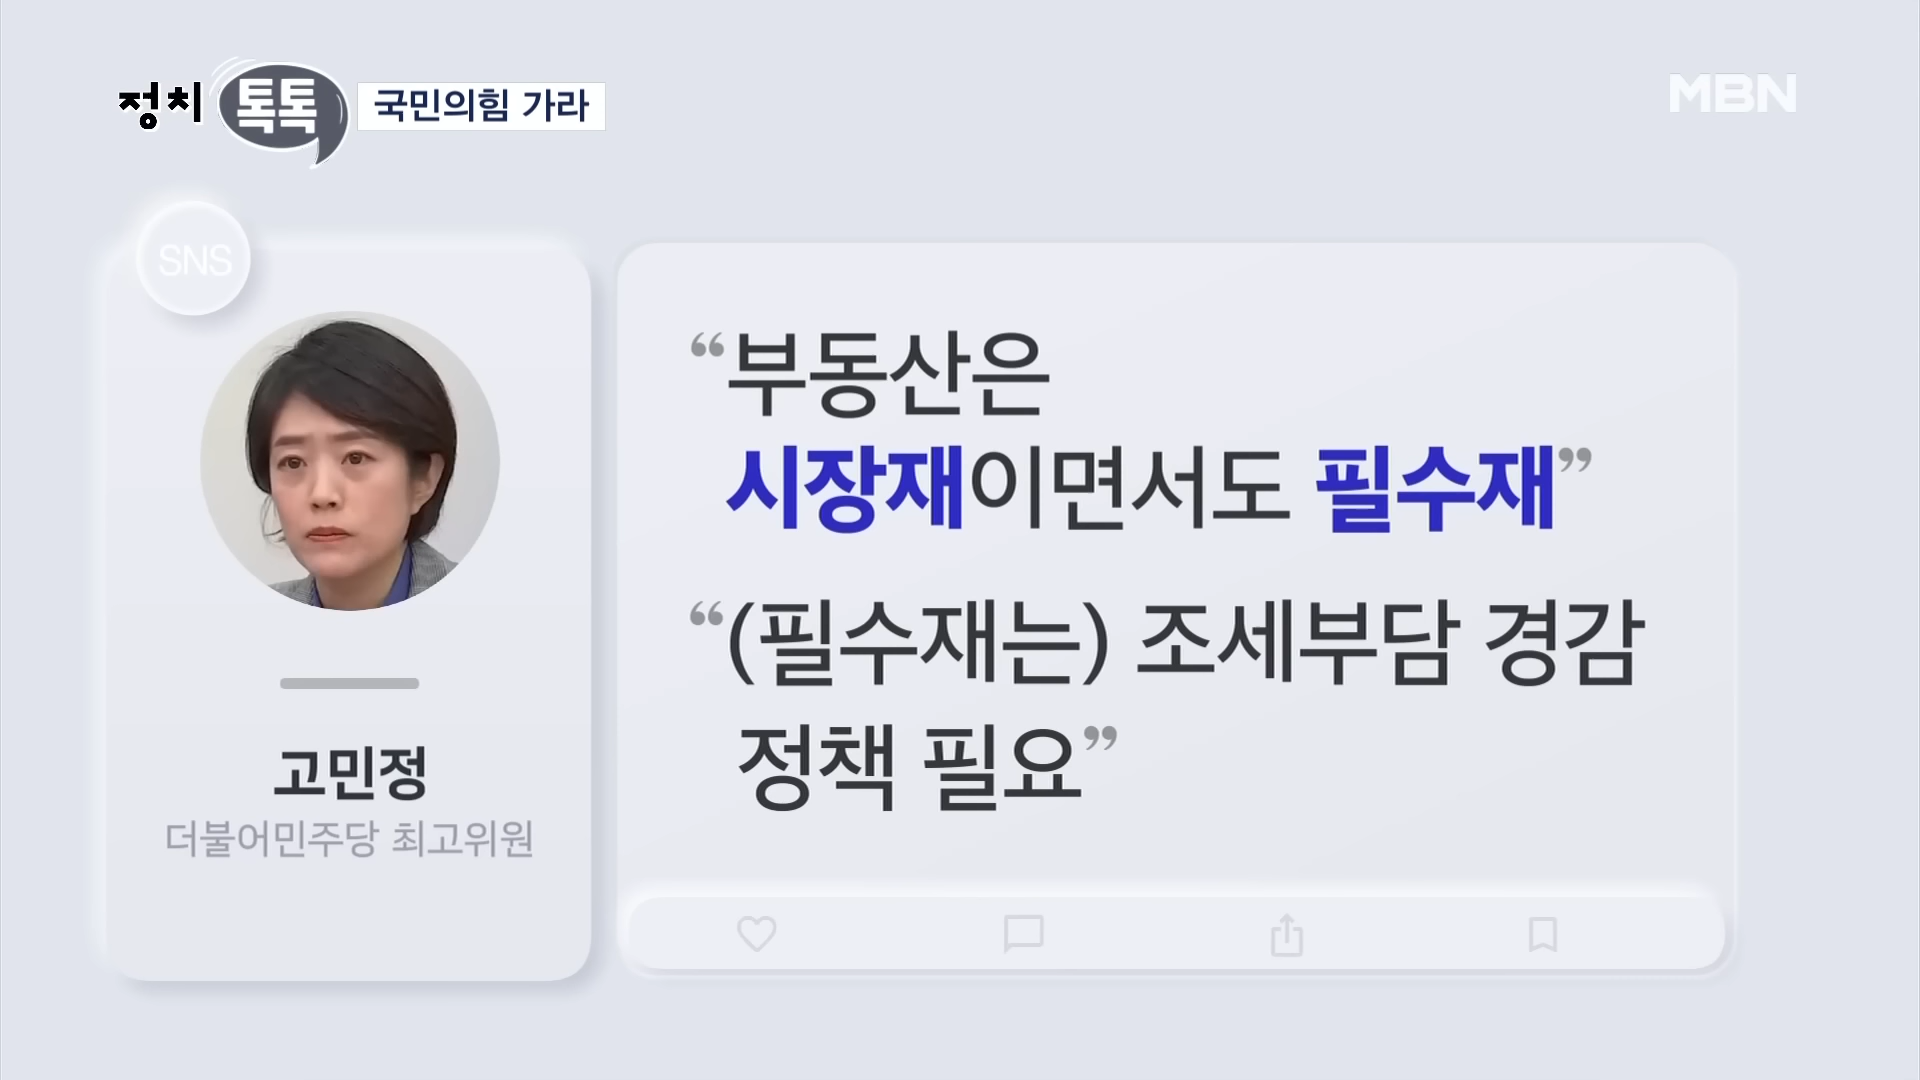 정치 톡톡 국민의힘 가라
MBN
SNS
“부동산은
시장재이면서도 필수재”
“(필수재는) 조세부담 경감
정책 필요”
고민정
더불어민주당 최고위원